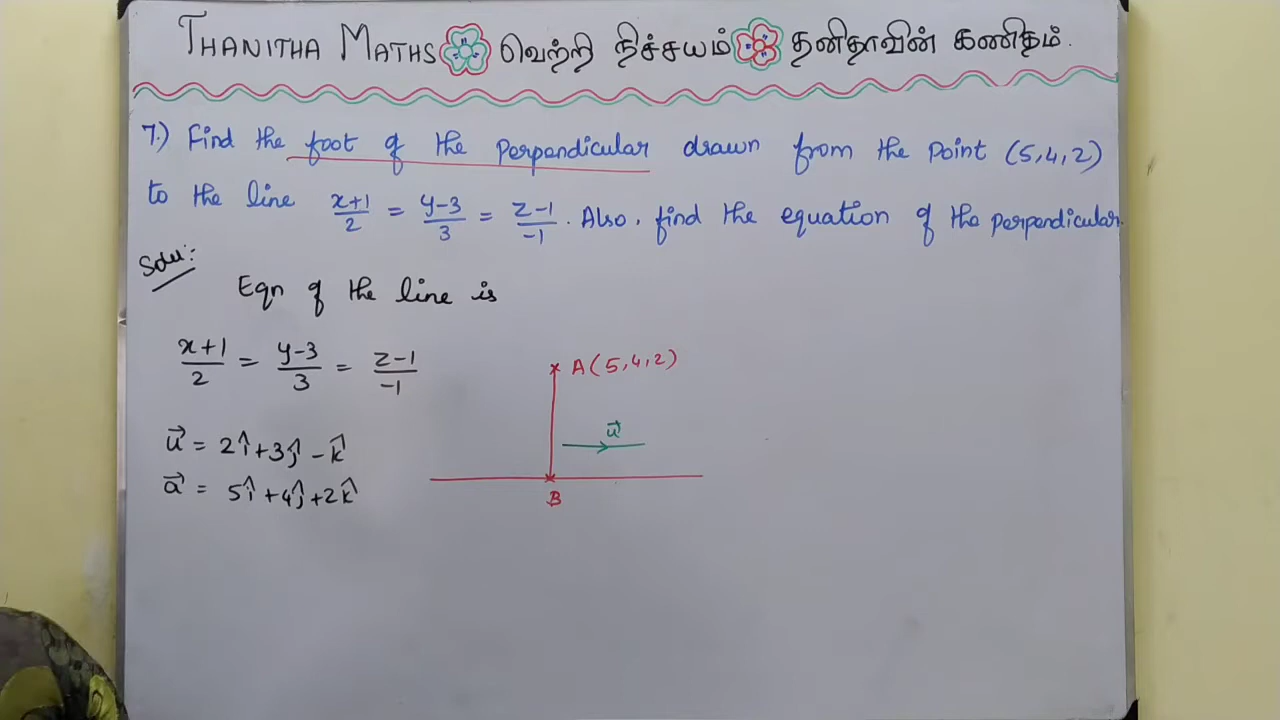 THANITHA MATHS வெற்றி நிச்சயம் தனிதாவின் கணிதம்.
7.) Find the foot of the perpendicular drawn from the point (5,4,2)
to the line x+1/2 = y-3/3 = z-1/-1. Also, find the equation of the perpendicular.
Solu:
Eqn of the line is
x+1/2 = y-3/3 = z-1/-1
A(5,4,2)
u⃗ = 2î+3ĵ-k̂
u⃗
a⃗ = 5î+4ĵ+2k̂
B